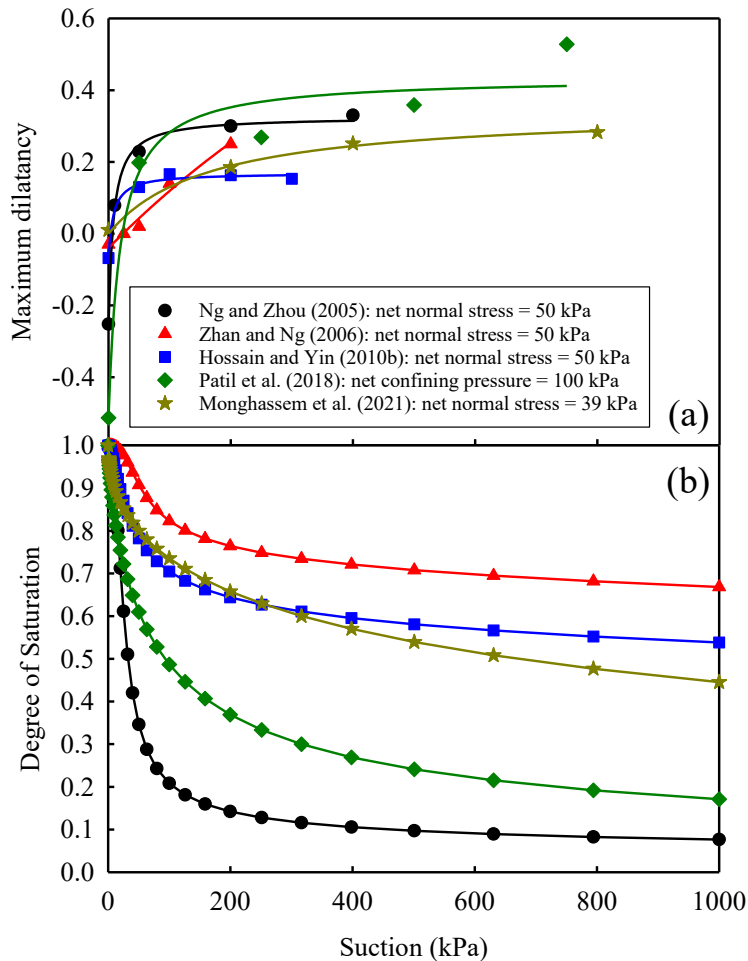 0.6
0.4
0.2
0.0
-0.2
-0.4
Maximum dilatancy
Ng and Zhou (2005): net normal stress = 50 kPa
Zhan and Ng (2006): net normal stress = 50 kPa
Hossain and Yin (2010b): net normal stress = 50 kPa
Patil et al. (2018): net confining pressure = 100 kPa
Monghassem et al. (2021): net normal stress = 39 kPa
(a)
1.0
0.9
0.8
0.7
0.6
0.5
0.4
0.3
0.2
0.1
0.0
Degree of Saturation
(b)
0 200 400 600 800 1000
Suction (kPa)